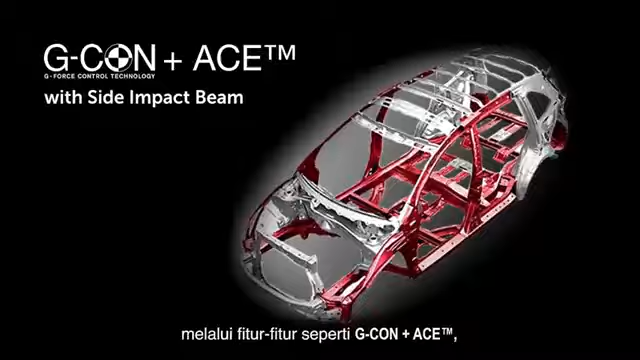 G-CON + ACE™
G-FORCE CONTROL TECHNOLOGY
with Side Impact Beam
melalui fitur-fitur seperti G-CON + ACE™,